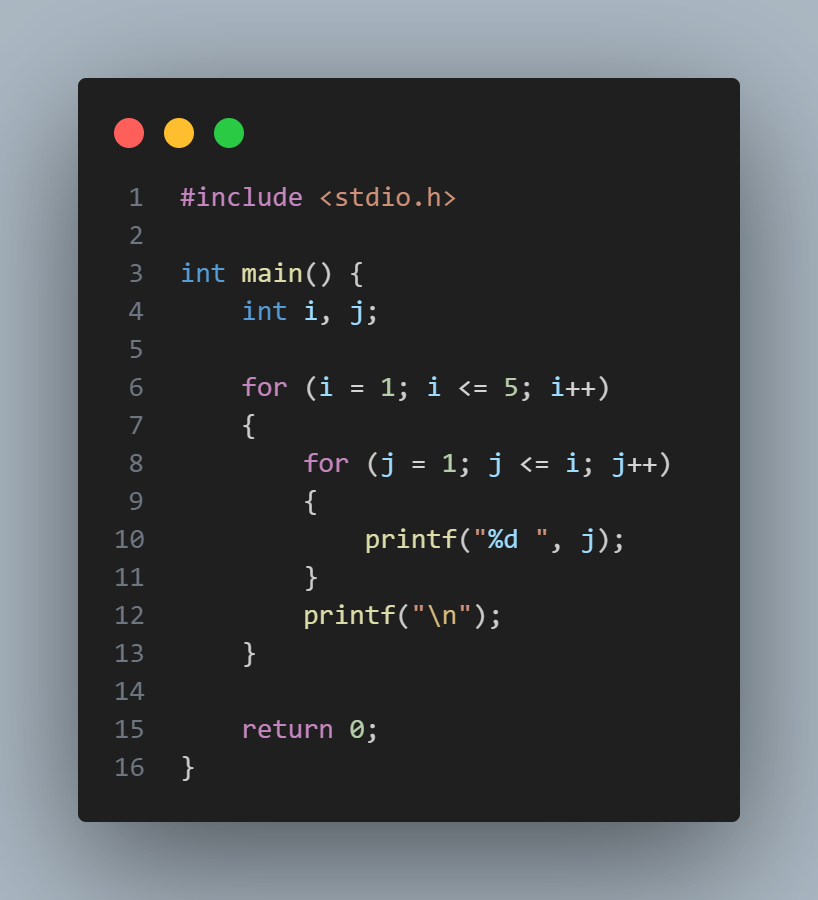 1 #include <stdio.h>
2
3 int main() {
4     int i, j;
5
6     for (i = 1; i <= 5; i++)
7     {
8         for (j = 1; j <= i; j++)
9         {
10             printf("%d ", j);
11         }
12         printf("\n");
13     }
14
15     return 0;
16 }